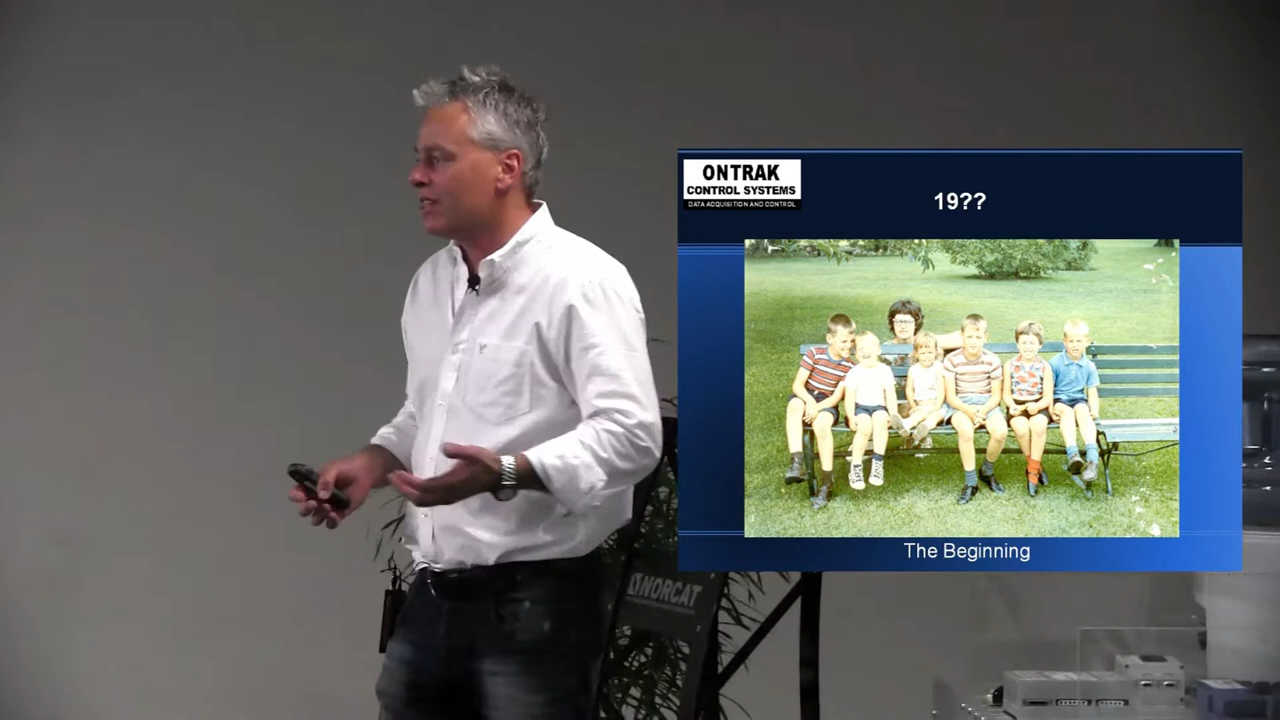 ONTRAK
CONTROL SYSTEMS
DATA ACQUISITION AND CONTROL
19??
The Beginning
NORCAT